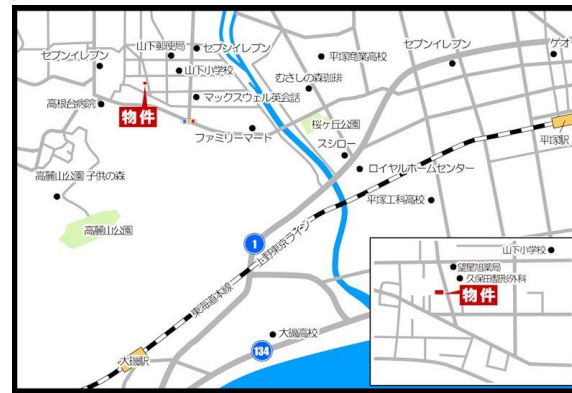 山下郵便局
セブンイレブン
セブンイレブン
セブンイレブン
ゲオ
平塚商業高校
山下小学校
むさしの森珈琲
マックスウェル英会話
高根台病院
物件
桜ヶ丘公園
ファミリーマート
スシロー
平塚駅
ロイヤルホームセンター
高麗山公園 子供の森
平塚工科高校
高麗山公園
1
上野東京ライン
東海道本線
大磯高校
134
大磯駅
山下小学校
望星旭薬局
久保田整形外科
物件